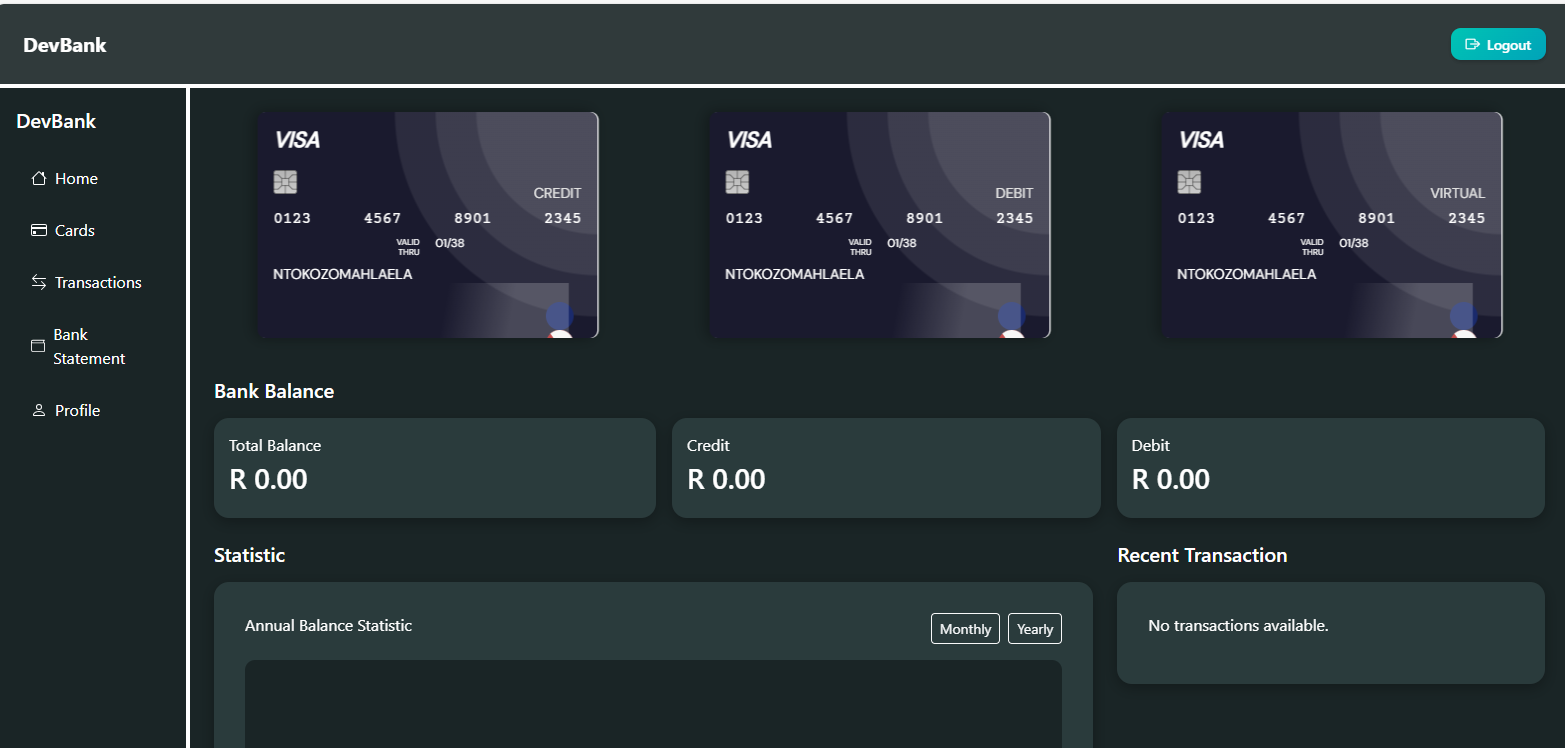 DevBank
Logout
DevBank
Home
Cards
Transactions
Bank
Statement
Profile
VISA
CREDIT
0123 4567 8901 2345
VALID
THRU
01/38
NTOKOZOMAHLAELA
VISA
DEBIT
0123 4567 8901 2345
VALID
THRU
01/38
NTOKOZOMAHLAELA
VISA
VIRTUAL
0123 4567 8901 2345
VALID
THRU
01/38
NTOKOZOMAHLAELA
Bank Balance
Total Balance
R 0.00
Credit
R 0.00
Debit
R 0.00
Statistic
Annual Balance Statistic
Monthly
Yearly
Recent Transaction
No transactions available.